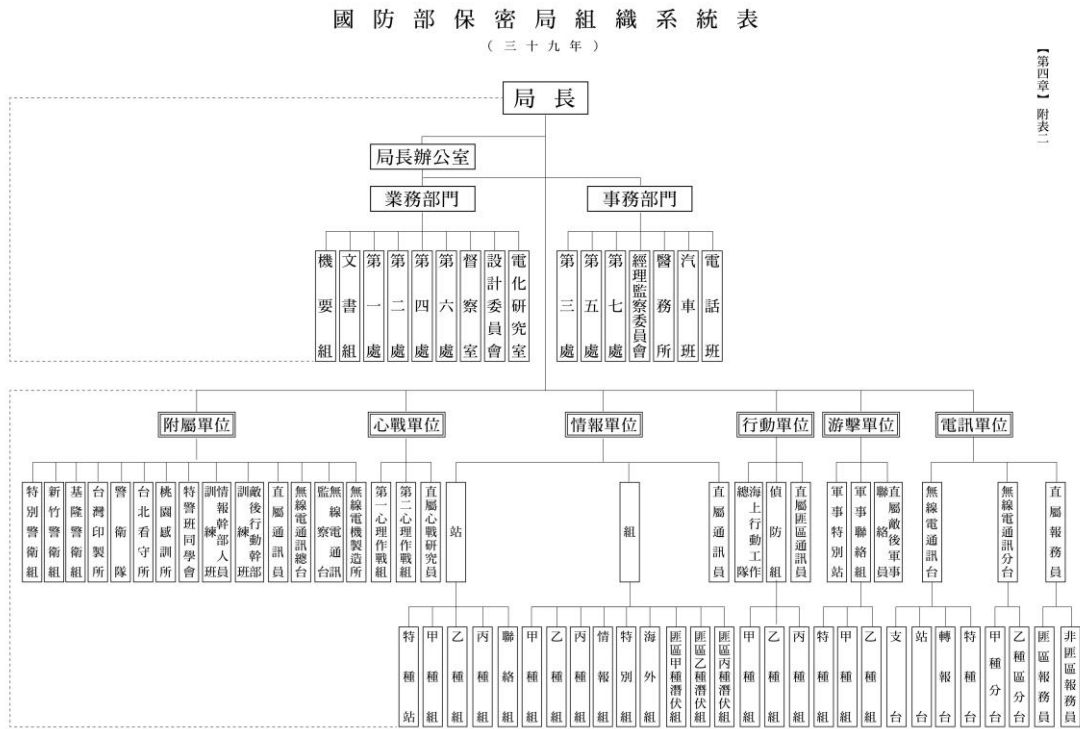 國防部保密局組織系統表
（三十九年）
【第四章】附表二
局長
局長辦公室
業務部門
事務部門
機要組
文書組
第一處
第二處
第四處
第六處
督察室
設計委員會
電化研究室
第三處
第五處
第七處
經理監察委員會
醫務所
汽車班
電話班
附屬單位
心戰單位
情報單位
行動單位
游擊單位
電訊單位
特別警衛組
新竹警衛組
基隆警衛組
台灣印製所
警衛隊
台北看守所
桃園感訓所
特警班同學會
情報幹部人員訓練班
敵後行動幹部訓練班
直屬通訊員
無線電通訊總台
無線電通訊監察台
無線電機製造所
第一心理作戰組
第二心理作戰組
直屬心戰研究員
站
組
直屬通訊員
海上行動工作總隊
偵防組
直屬匪區通訊員
軍事特別站
軍事聯絡組
直屬敵後軍事聯絡員
無線電通訊台
無線電通訊分台
直屬報務員
特種站
甲種組
乙種組
丙種組
聯絡組
甲種組
乙種組
丙種組
情報組
特別組
海外組
匪區甲種潛伏組
匪區乙種潛伏組
匪區丙種潛伏組
甲種組
乙種組
丙種組
特種組
甲種組
乙種組
支台
站台
轉報台
特種台
甲種分台
乙種區分台
匪區報務員
非匪區報務員